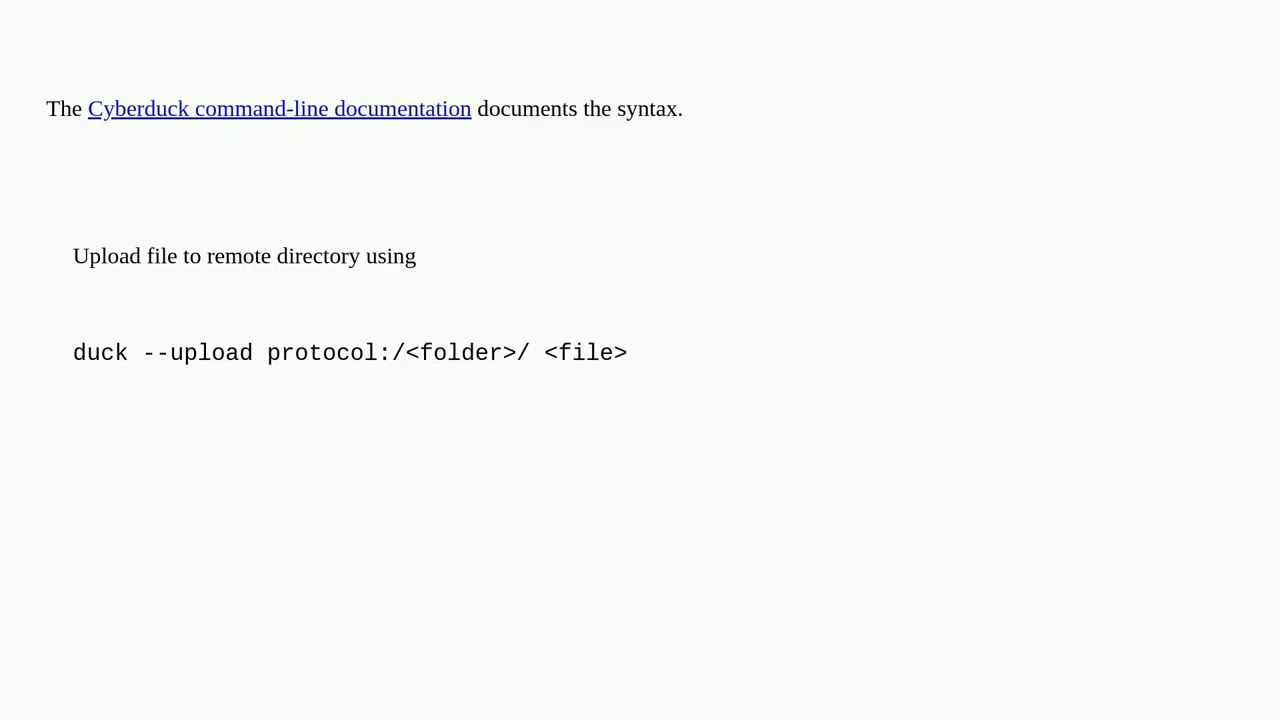 The Cyberduck command-line documentation documents the syntax.
Upload file to remote directory using
duck --upload protocol:/<folder>/ <file>